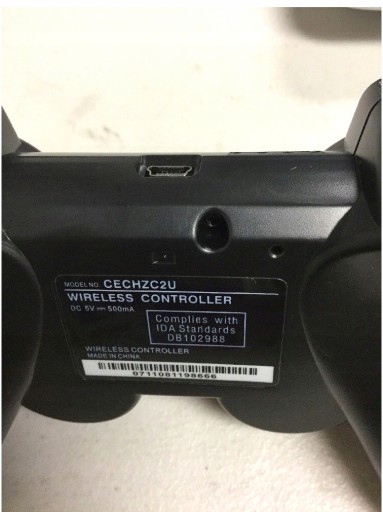 MODEL NO. CECHZC2U
WIRELESS CONTROLLER
DC 5V⎓500mA
Complies with
IDA Standards
DB102988
WIRELESS CONTROLLER
MADE IN CHINA
0711081198666